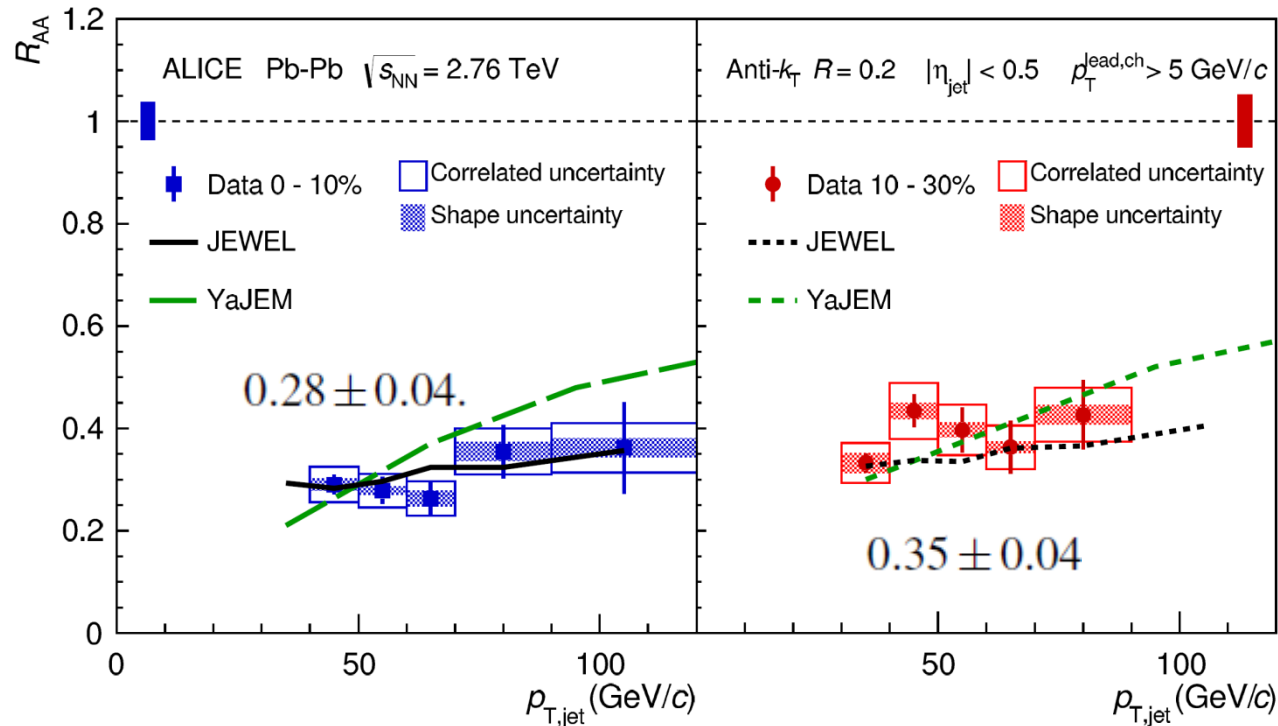 R_AA
1.2
1
0.8
0.6
0.4
0.2
0
ALICE Pb-Pb √s_NN = 2.76 TeV
Data 0 - 10%
Correlated uncertainty
Shape uncertainty
JEWEL
YaJEM
0.28 ± 0.04.
0 50 100
p_T,jet (GeV/c)
Anti-k_T R = 0.2 |η_jet| < 0.5 p_T^lead,ch > 5 GeV/c
Data 10 - 30%
Correlated uncertainty
Shape uncertainty
JEWEL
YaJEM
0.35 ± 0.04
50 100
p_T,jet (GeV/c)